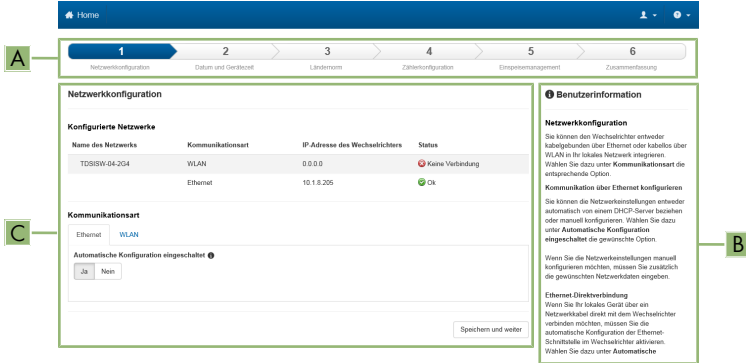 Home
A
1
2
3
4
5
6
Netzwerkkonfiguration
Datum und Gerätezeit
Ländernorm
Zählerkonfiguration
Einspeisemanagement
Zusammenfassung
C
Netzwerkkonfiguration
Konfigurierte Netzwerke
Name des Netzwerks
Kommunikationsart
IP-Adresse des Wechselrichters
Status
TDSISW-04-2G4
WLAN
0.0.0.0
Keine Verbindung
Ethernet
10.1.8.205
Ok
Kommunikationsart
Ethernet
WLAN
Automatische Konfiguration eingeschaltet
Ja
Nein
Speichern und weiter
B
Benutzerinformation
Netzwerkkonfiguration
Sie können den Wechselrichter entweder
kabelgebunden über Ethernet oder kabellos über
WLAN in Ihr lokales Netzwerk integrieren.
Wählen Sie dazu unter Kommunikationsart die
entsprechende Option.
Kommunikation über Ethernet konfigurieren
Sie können die Netzwerkeinstellungen entweder
automatisch von einem DHCP-Server beziehen
oder manuell konfigurieren. Wählen Sie dazu
unter Automatische Konfiguration
eingeschaltet die gewünschte Option.
Wenn Sie die Netzwerkeinstellungen manuell
konfigurieren möchten, müssen Sie zusätzlich
die gewünschten Netzwerkdaten eingeben.
Ethernet-Direktverbindung
Wenn Sie Ihr lokales Gerät über ein
Netzwerkkabel direkt mit dem Wechselrichter
verbinden möchten, müssen Sie die
automatische Konfiguration der Ethernet-
Schnittstelle im Wechselrichter aktivieren.
Wählen Sie dazu unter Automatische